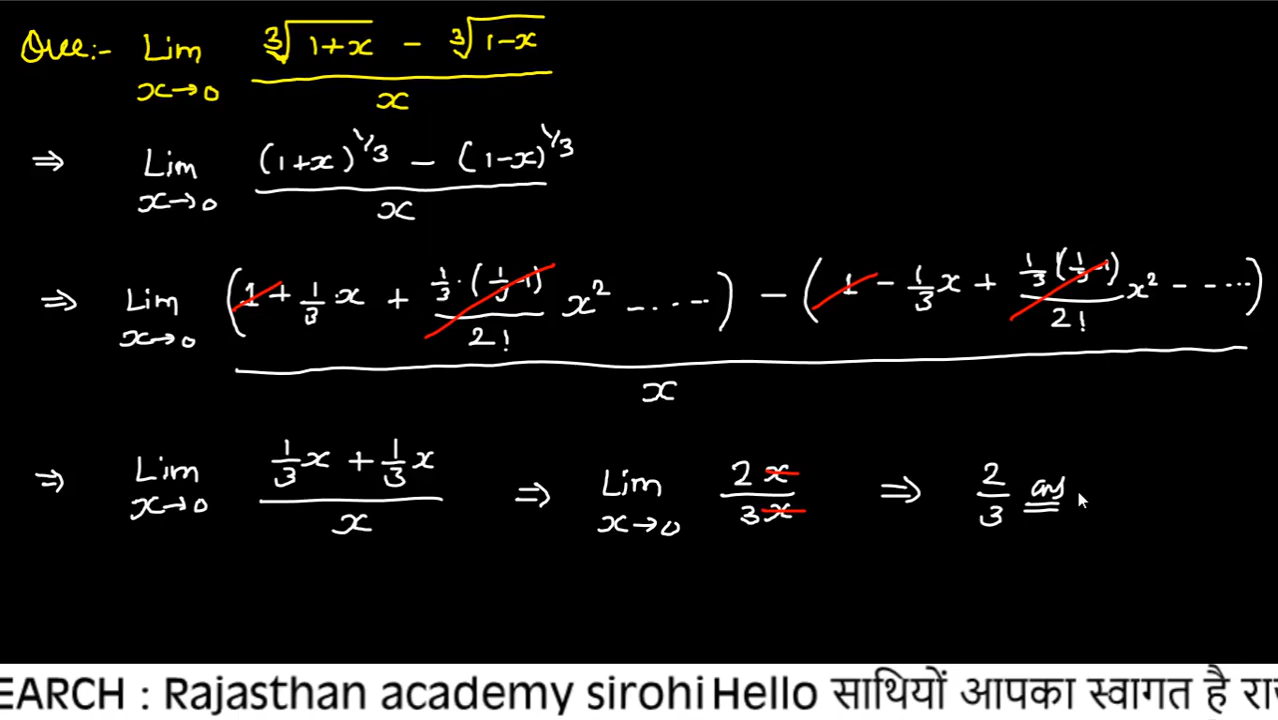 Que:- Lim x→0 (∛(1+x) - ∛(1-x)) / x
⇒ Lim x→0 ((1+x)^1/3 - (1-x)^1/3) / x
⇒ Lim x→0 ((1 + 1/3 x + 1/3·(1/3-1)/2! x² - ....) - (1 - 1/3 x + 1/3(1/3-1)/2! x² - ....)) / x
⇒ Lim x→0 (1/3 x + 1/3 x) / x ⇒ Lim x→0 2x/3x ⇒ 2/3 ans
EARCH : Rajasthan academy sirohi Hello साथियों आपका स्वागत है